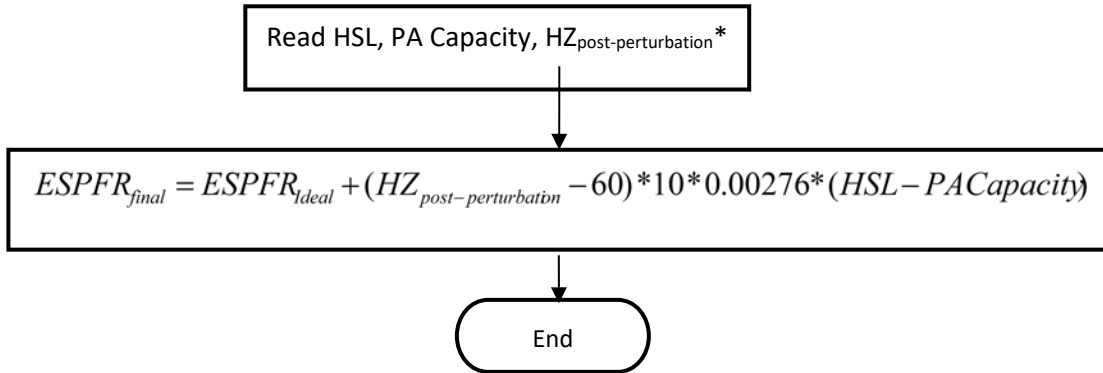 Read HSL, PA Capacity, HZpost-perturbation*
ESPFRfinal = ESPFRIdeal + (HZpost-perturbation − 60)*10*0.00276*(HSL − PACapacity)
End